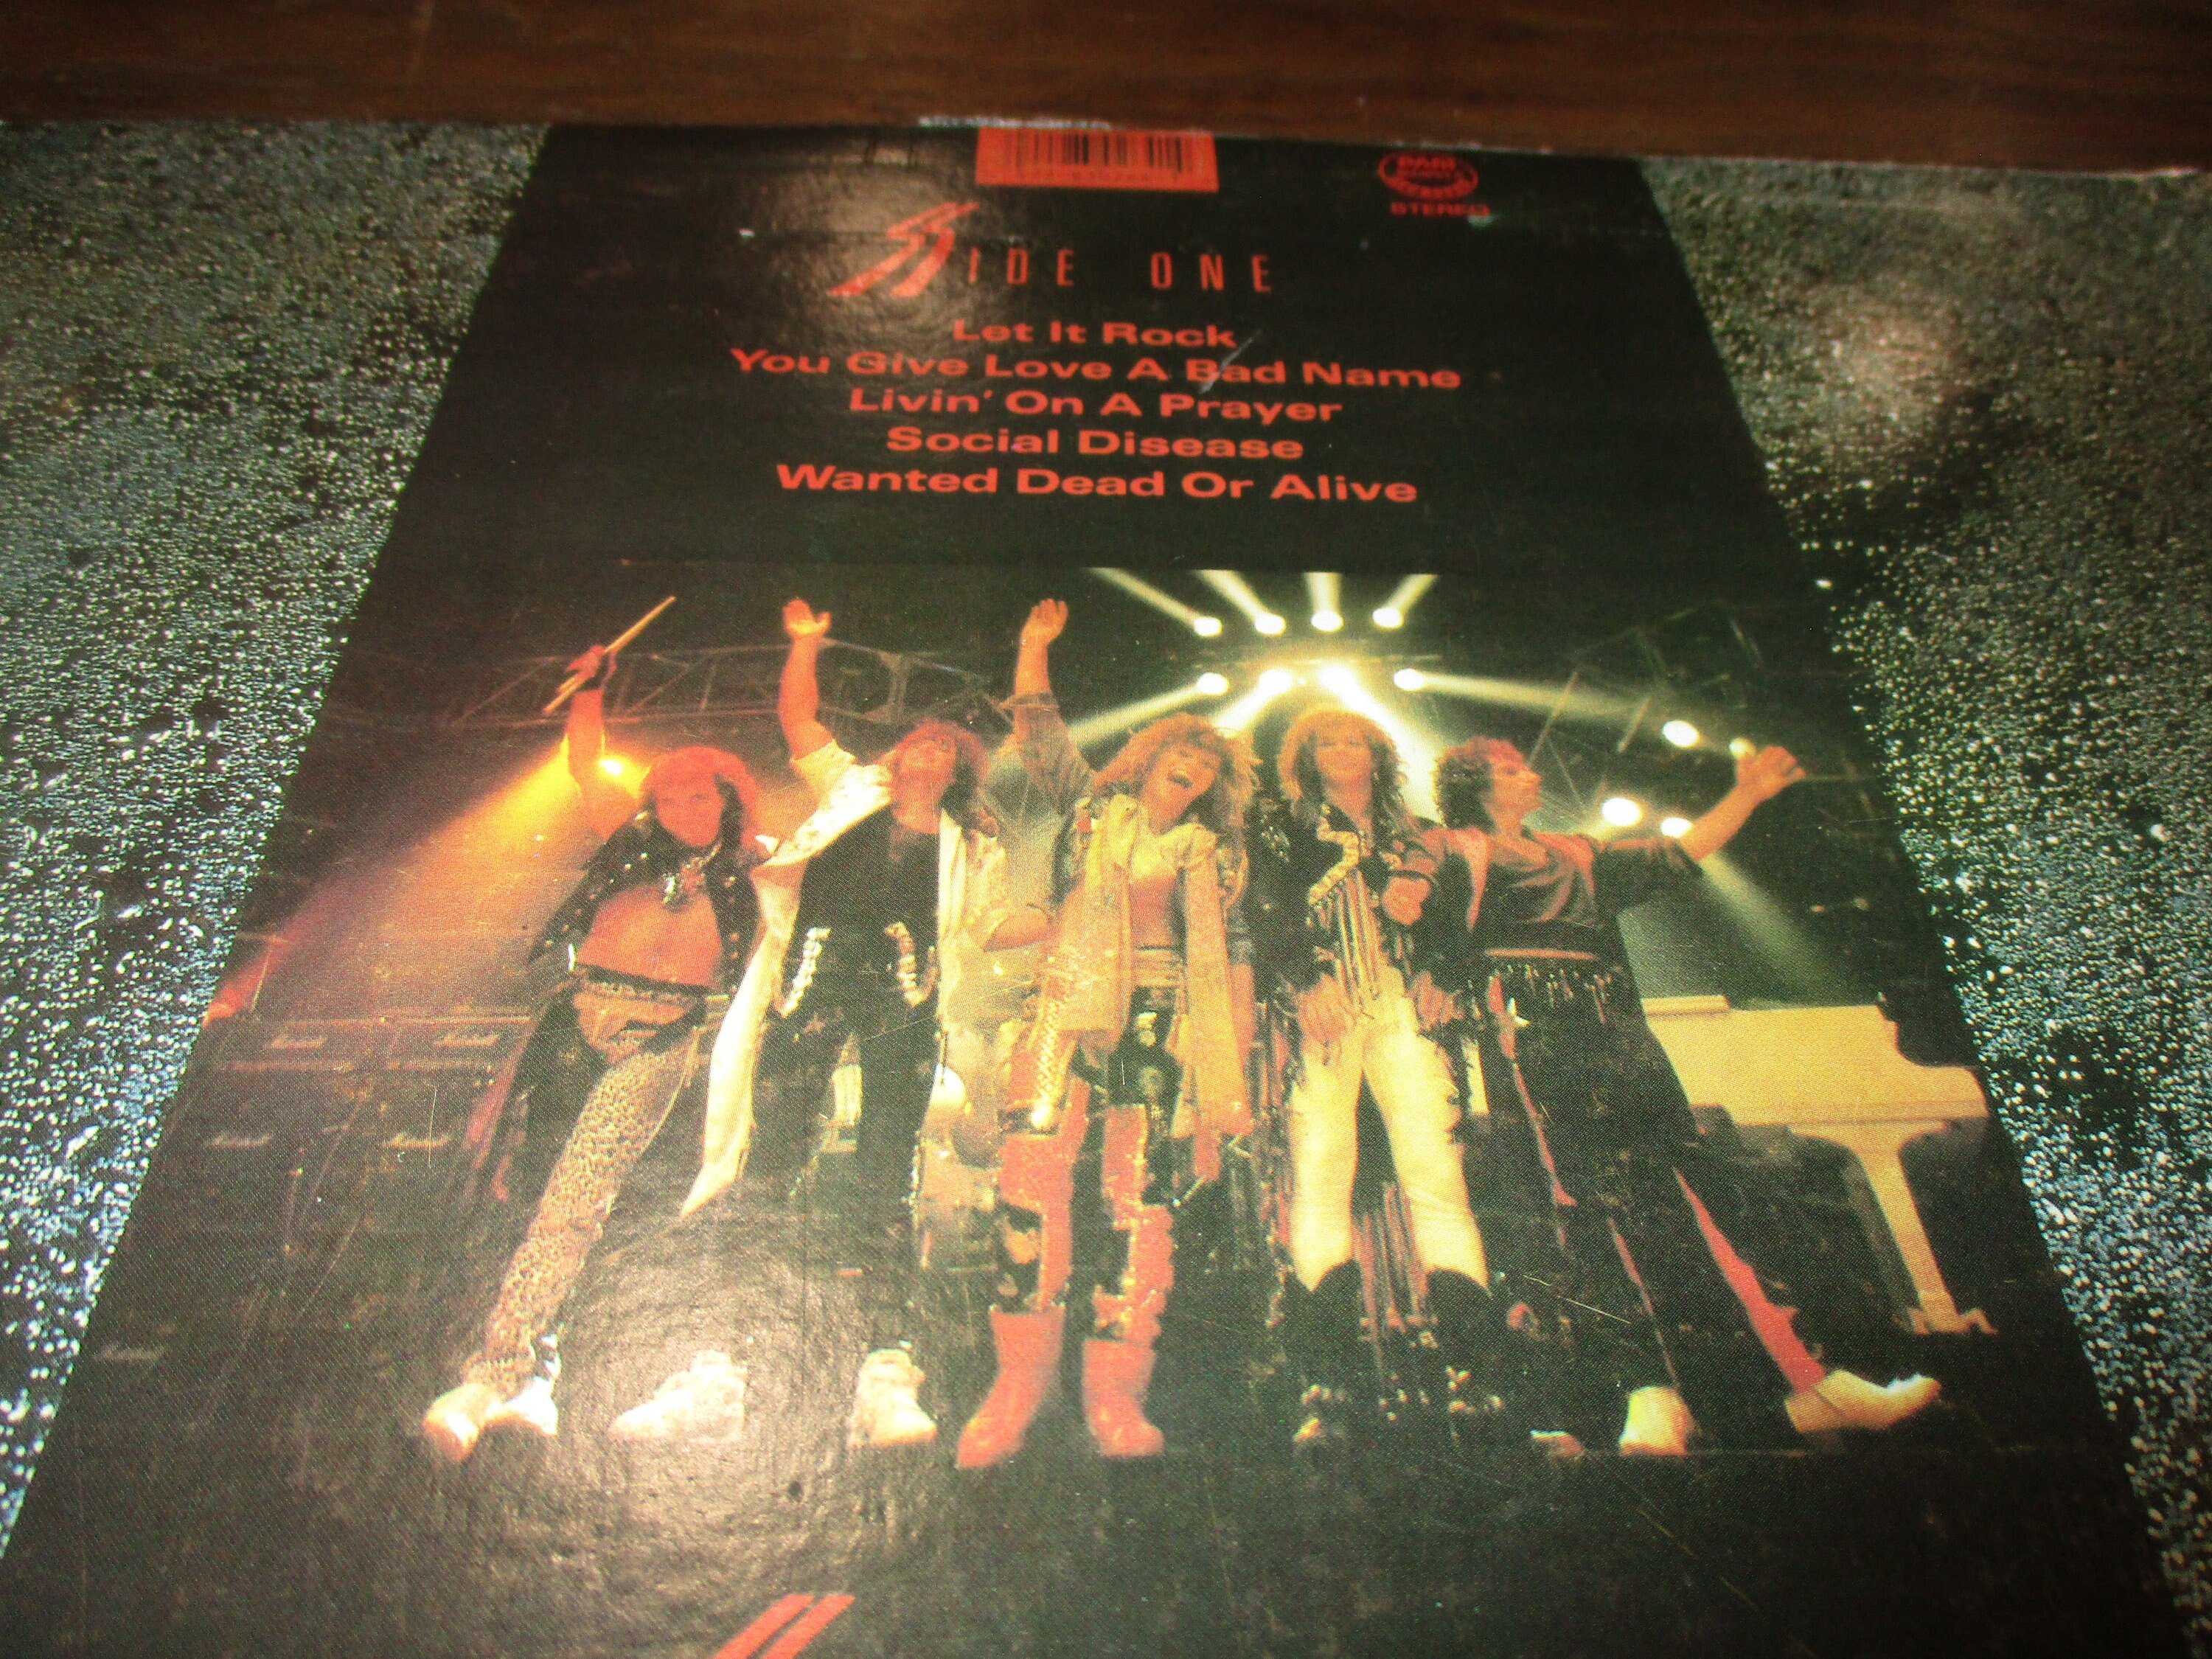 STEREO
SIDE ONE
Let It Rock
You Give Love A Bad Name
Livin' On A Prayer
Social Disease
Wanted Dead Or Alive